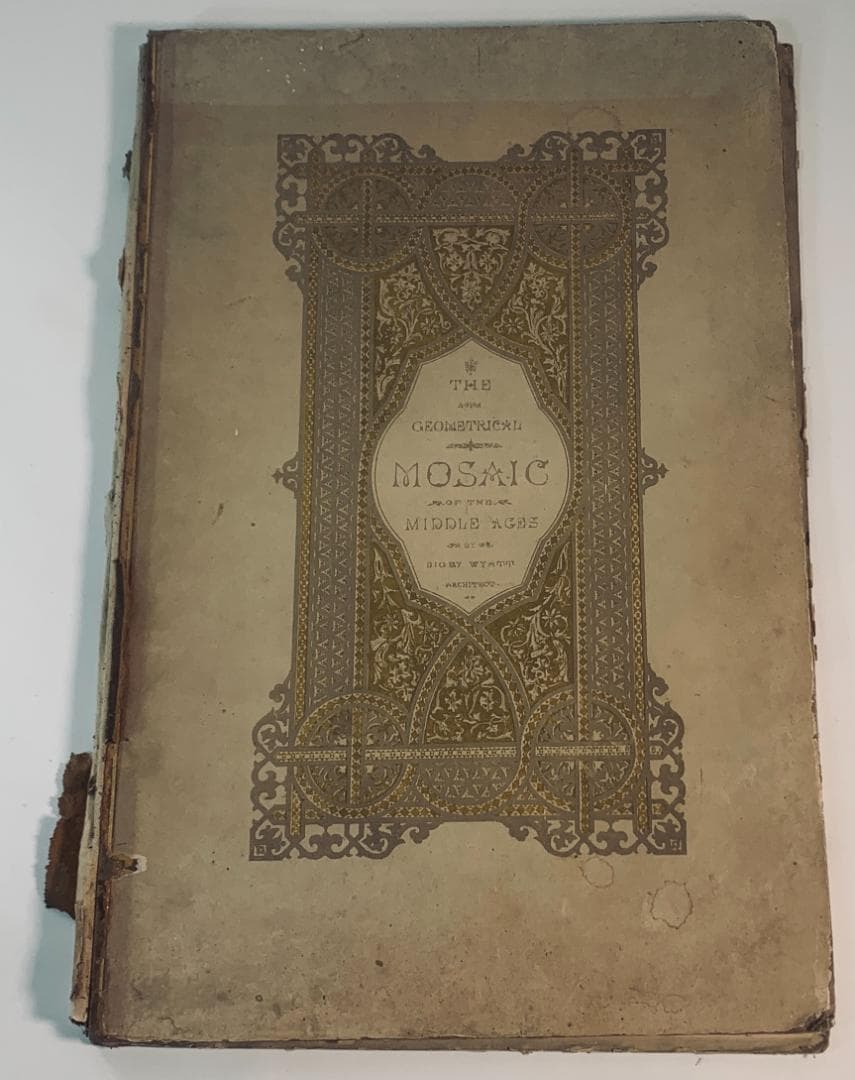 THE
GEOMETRICAL
MOSAIC
OF THE
MIDDLE AGES
BY
DIGBY WYATT
ARCHITECT